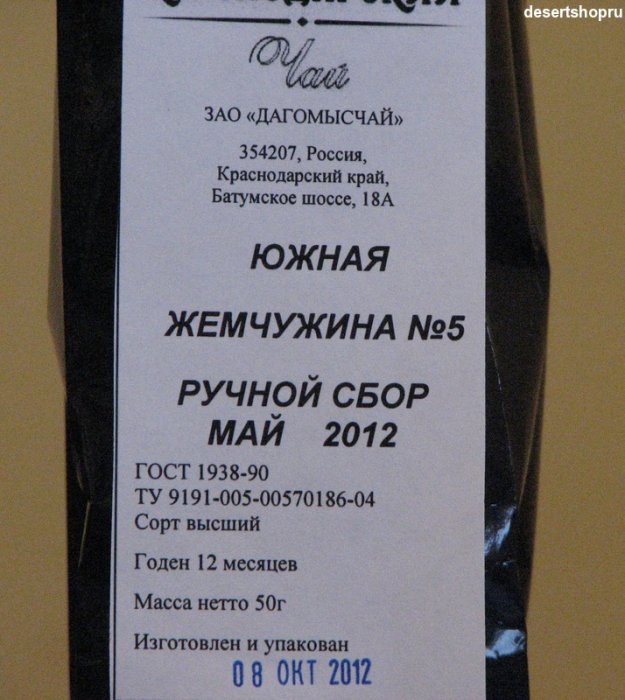 desertshopru
Чай
ЗАО «ДАГОМЫСЧАЙ»
354207, Россия,
Краснодарский край,
Батумское шоссе, 18А
ЮЖНАЯ
ЖЕМЧУЖИНА №5
РУЧНОЙ СБОР
МАЙ 2012
ГОСТ 1938-90
ТУ 9191-005-00570186-04
Сорт высший
Годен 12 месяцев
Масса нетто 50г
Изготовлен и упакован
08 ОКТ 2012